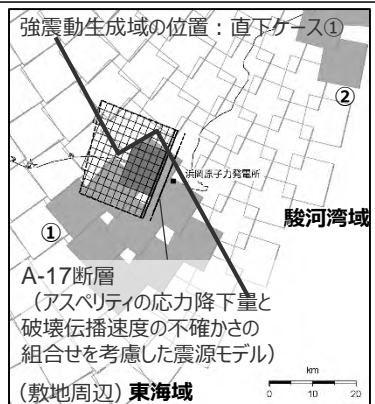 強震動生成域の位置：直下ケース①
②
浜岡原子力発電所
駿河湾域
①
A-17断層
（アスペリティの応力降下量と
破壊伝播速度の不確かさの
組合せを考慮した震源モデル）
(敷地周辺) 東海域
km
0 10 20